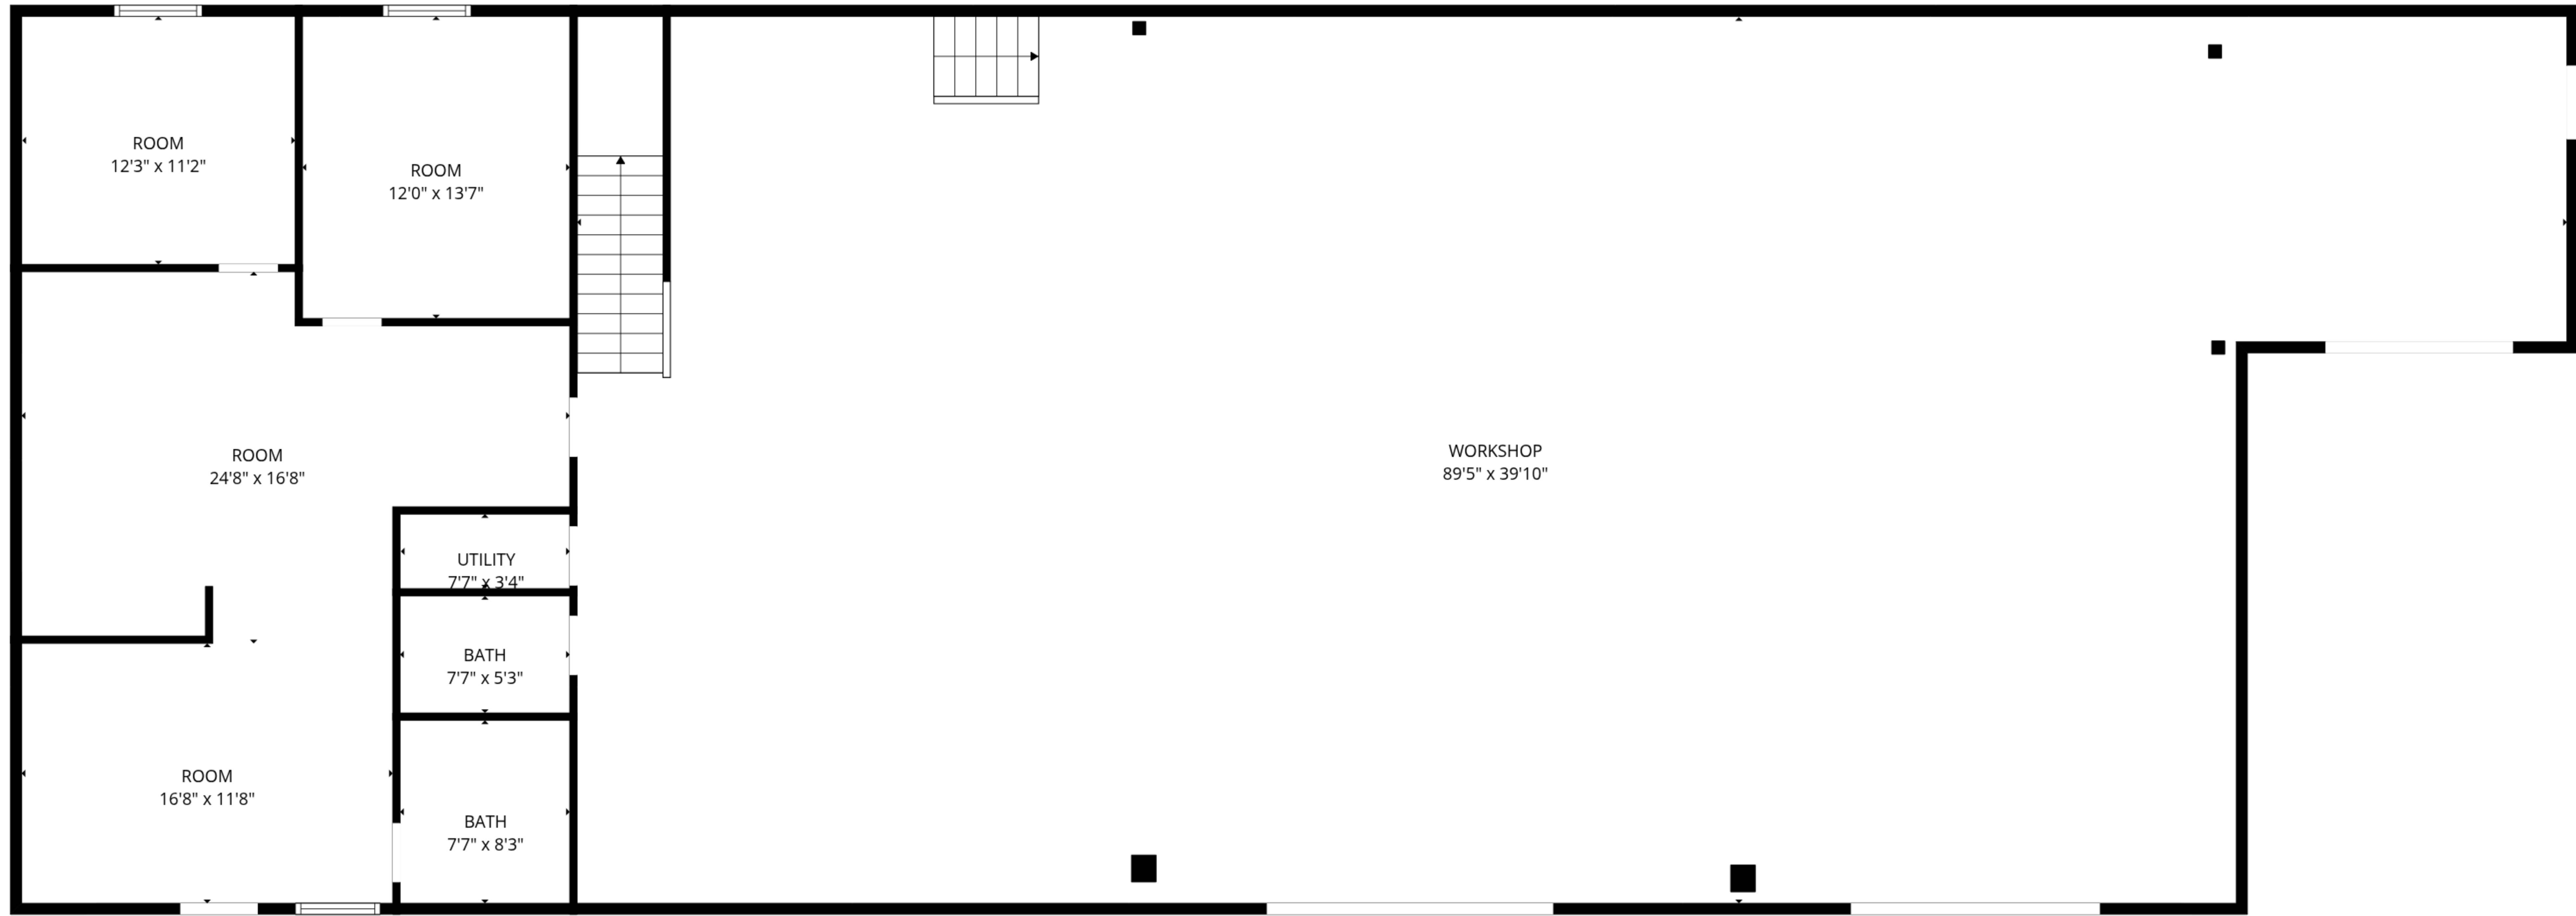 ROOM
12'3" x 11'2"
ROOM
12'0" x 13'7"
ROOM
24'8" x 16'8"
WORKSHOP
89'5" x 39'10"
UTILITY
7'7" x 3'4"
BATH
7'7" x 5'3"
ROOM
16'8" x 11'8"
BATH
7'7" x 8'3"